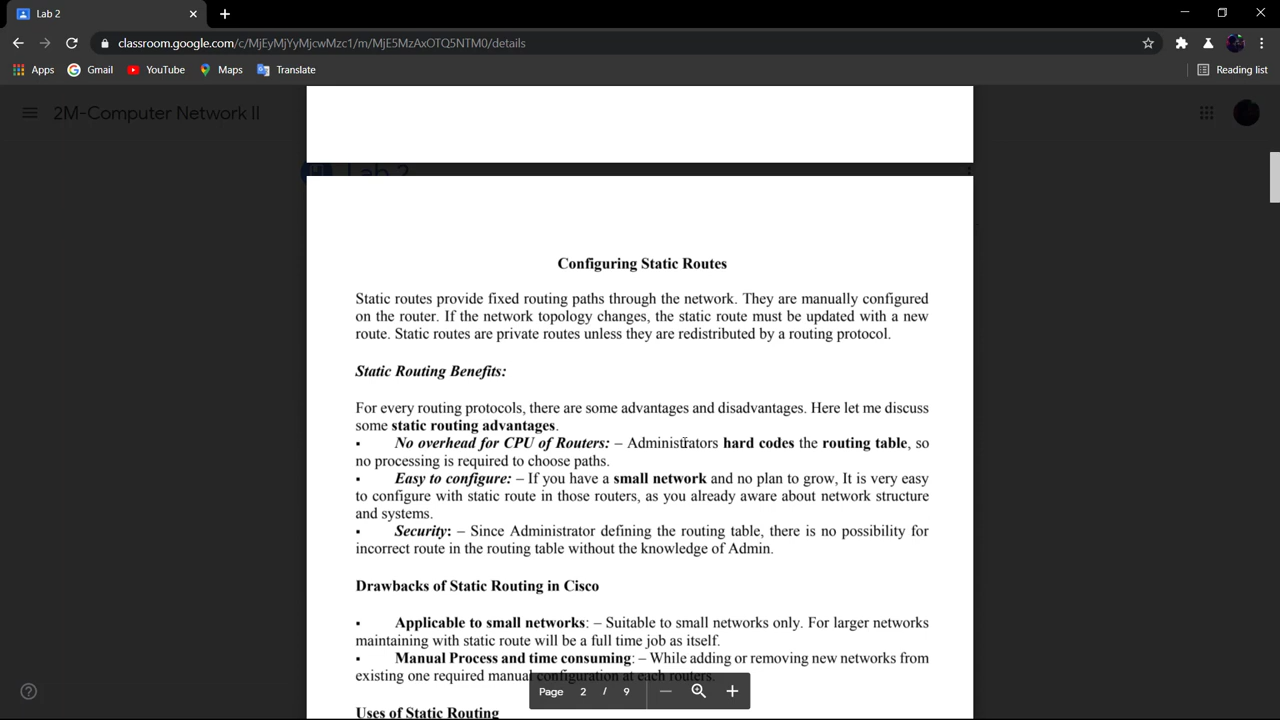 Lab 2
classroom.google.com/c/MjEyMjYyMjcwMzc1/m/MjE5MzAxOTQ5NTM0/details
Apps Gmail YouTube Maps Translate Reading list
2M-Computer Network II
Lab 2
Configuring Static Routes
Static routes provide fixed routing paths through the network. They are manually configured
on the router. If the network topology changes, the static route must be updated with a new
route. Static routes are private routes unless they are redistributed by a routing protocol.
Static Routing Benefits:
For every routing protocols, there are some advantages and disadvantages. Here let me discuss
some static routing advantages.
▪ No overhead for CPU of Routers: – Administrators hard codes the routing table, so
no processing is required to choose paths.
▪ Easy to configure: – If you have a small network and no plan to grow, It is very easy
to configure with static route in those routers, as you already aware about network structure
and systems.
▪ Security: – Since Administrator defining the routing table, there is no possibility for
incorrect route in the routing table without the knowledge of Admin.
Drawbacks of Static Routing in Cisco
▪ Applicable to small networks: – Suitable to small networks only. For larger networks
maintaining with static route will be a full time job as itself.
▪ Manual Process and time consuming: – While adding or removing new networks from
existing one required manual configuration at each routers.
Page 2 / 9
Uses of Static Routing